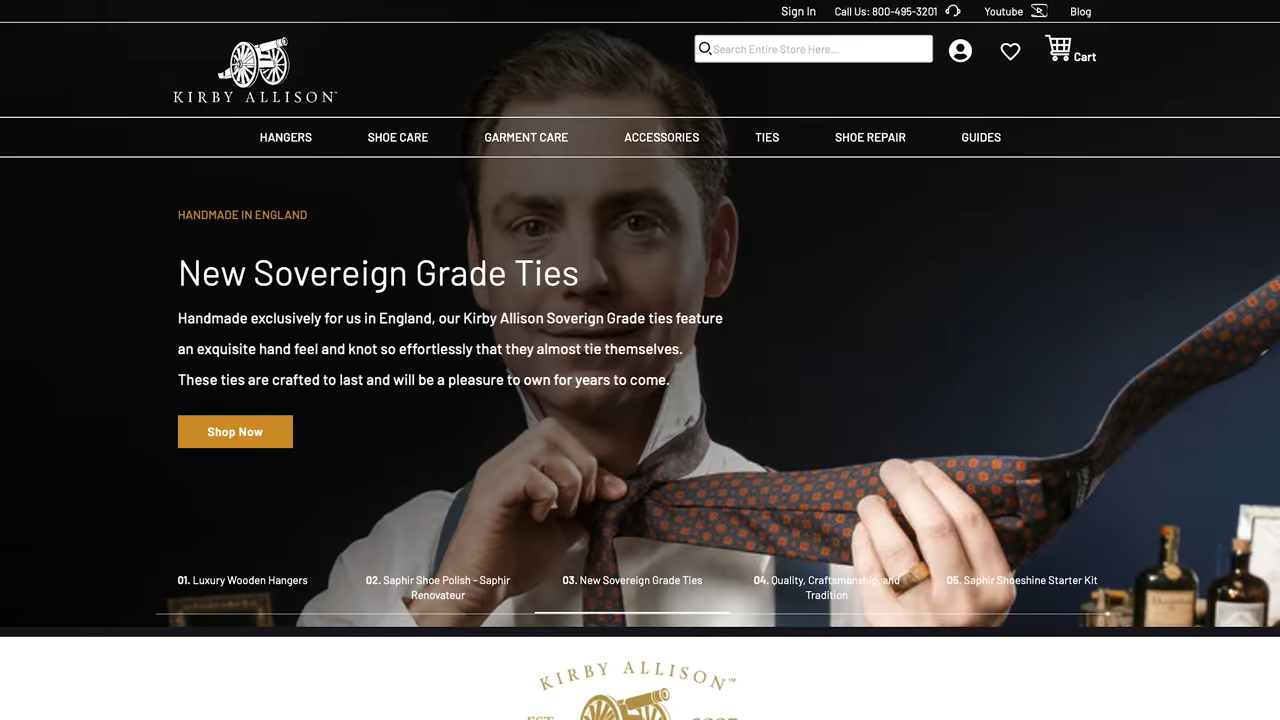 Sign In
Call Us: 800-495-3201
Youtube
Blog
Search Entire Store Here...
Cart
KIRBY ALLISON™
HANGERS
SHOE CARE
GARMENT CARE
ACCESSORIES
TIES
SHOE REPAIR
GUIDES
HANDMADE IN ENGLAND
New Sovereign Grade Ties
Handmade exclusively for us in England, our Kirby Allison Soverign Grade ties feature
an exquisite hand feel and knot so effortlessly that they almost tie themselves.
These ties are crafted to last and will be a pleasure to own for years to come.
Shop Now
01. Luxury Wooden Hangers
02. Saphir Shoe Polish - Saphir
Renovateur
03. New Sovereign Grade Ties
04. Quality, Craftsmanship, and
Tradition
05. Saphir Shoeshine Starter Kit
KIRBY ALLISON™